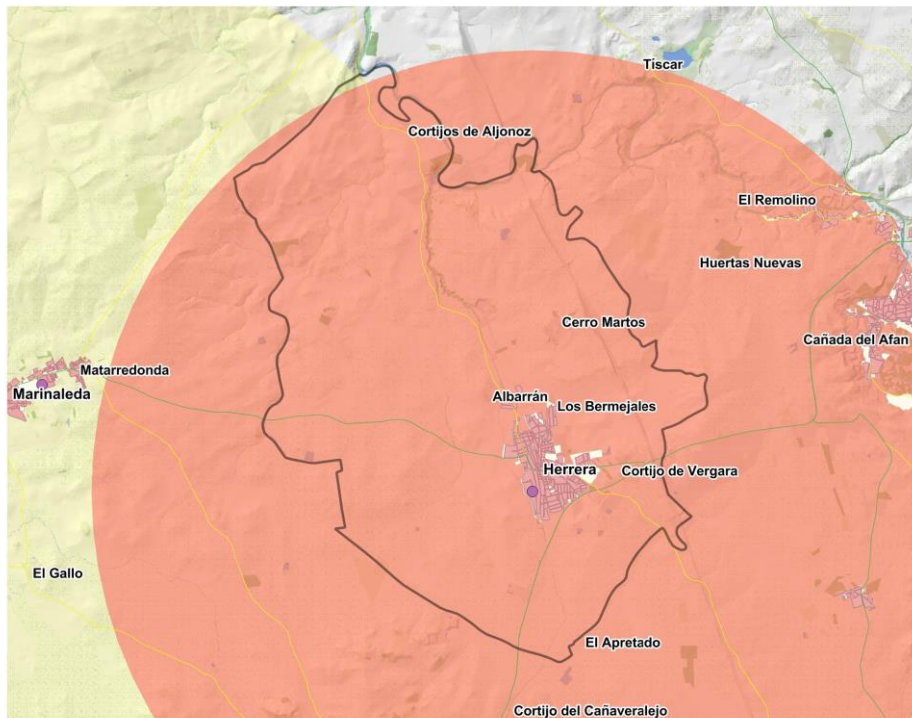 Tíscar
Cortijos de Aljonoz
El Remolino
Huertas Nuevas
Cerro Martos
Cañada del Afan
Matarredonda
Marinaleda
Albarrán
Los Bermejales
Herrera
Cortijo de Vergara
El Gallo
El Apretado
Cortijo del Cañaveralejo